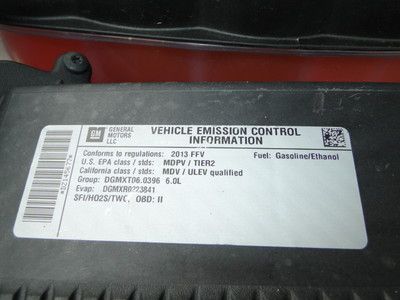 GM
GENERAL MOTORS LLC
VEHICLE EMISSION CONTROL INFORMATION
Conforms to regulations: 2013 FFV
Fuel: Gasoline/Ethanol
U.S. EPA class / stds: MDPV / TIER2
California class / stds: MDV / ULEV qualified
Group: DGMXT06.0396 6.0L
Evap: DGMXR0223841
SFI/HO2S/TWC, OBD: II